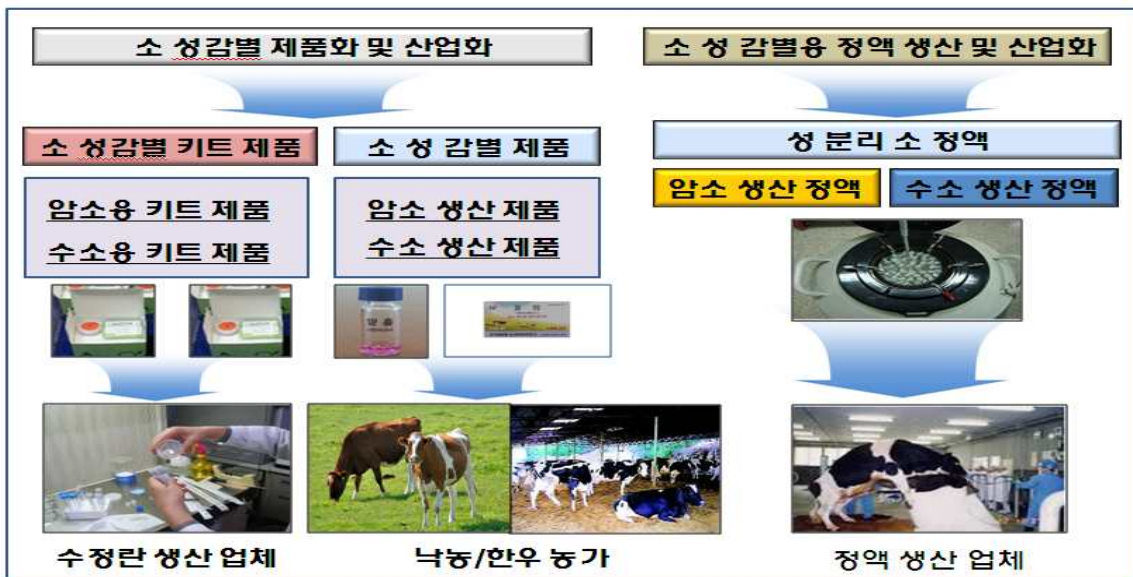 소 성감별 제품화 및 산업화
소 성 감별용 정액 생산 및 산업화
소 성감별 키트 제품
소 성 감별 제품
성 분리 소 정액
암소용 키트 제품
수소용 키트 제품
암소 생산 제품
수소 생산 제품
암소 생산 정액
수소 생산 정액
수정란 생산 업체
낙농/한우 농가
정액 생산 업체